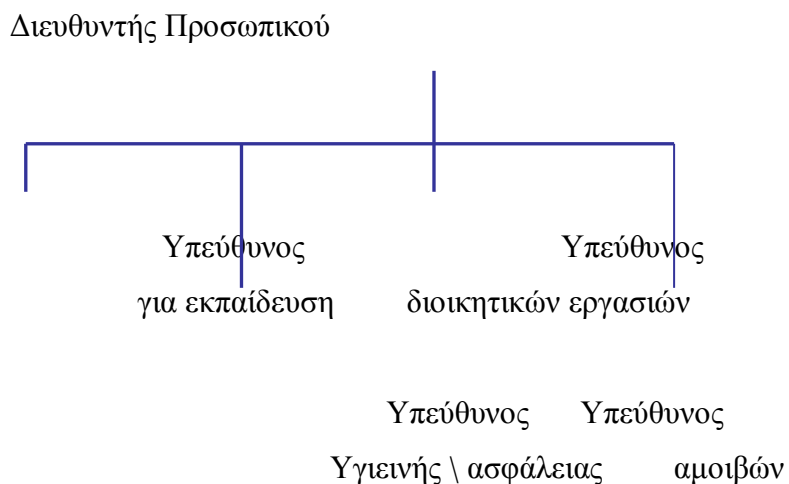 Διευθυντής Προσωπικού
Υπεύθυνος Υπεύθυνος
για εκπαίδευση διοικητικών εργασιών
Υπεύθυνος Υπεύθυνος
Υγιεινής \ ασφάλειας αμοιβών